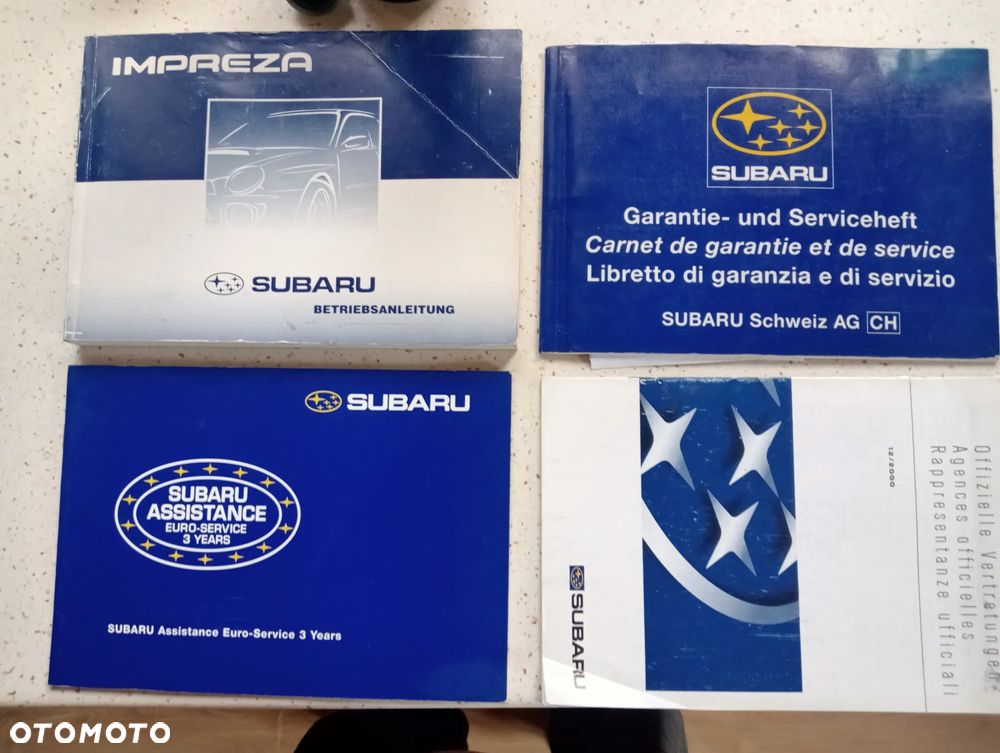 IMPREZA
SUBARU
BETRIEBSANLEITUNG
SUBARU
Garantie- und Serviceheft
Carnet de garantie et de service
Libretto di garanzia e di servizio
SUBARU Schweiz AG CH
SUBARU
SUBARU
ASSISTANCE
EURO-SERVICE
3 YEARS
SUBARU Assistance Euro-Service 3 Years
SUBARU
12/2000
Offizielle Vertretungen
Agences officielles
Rappresentanze ufficiali
OTOMOTO